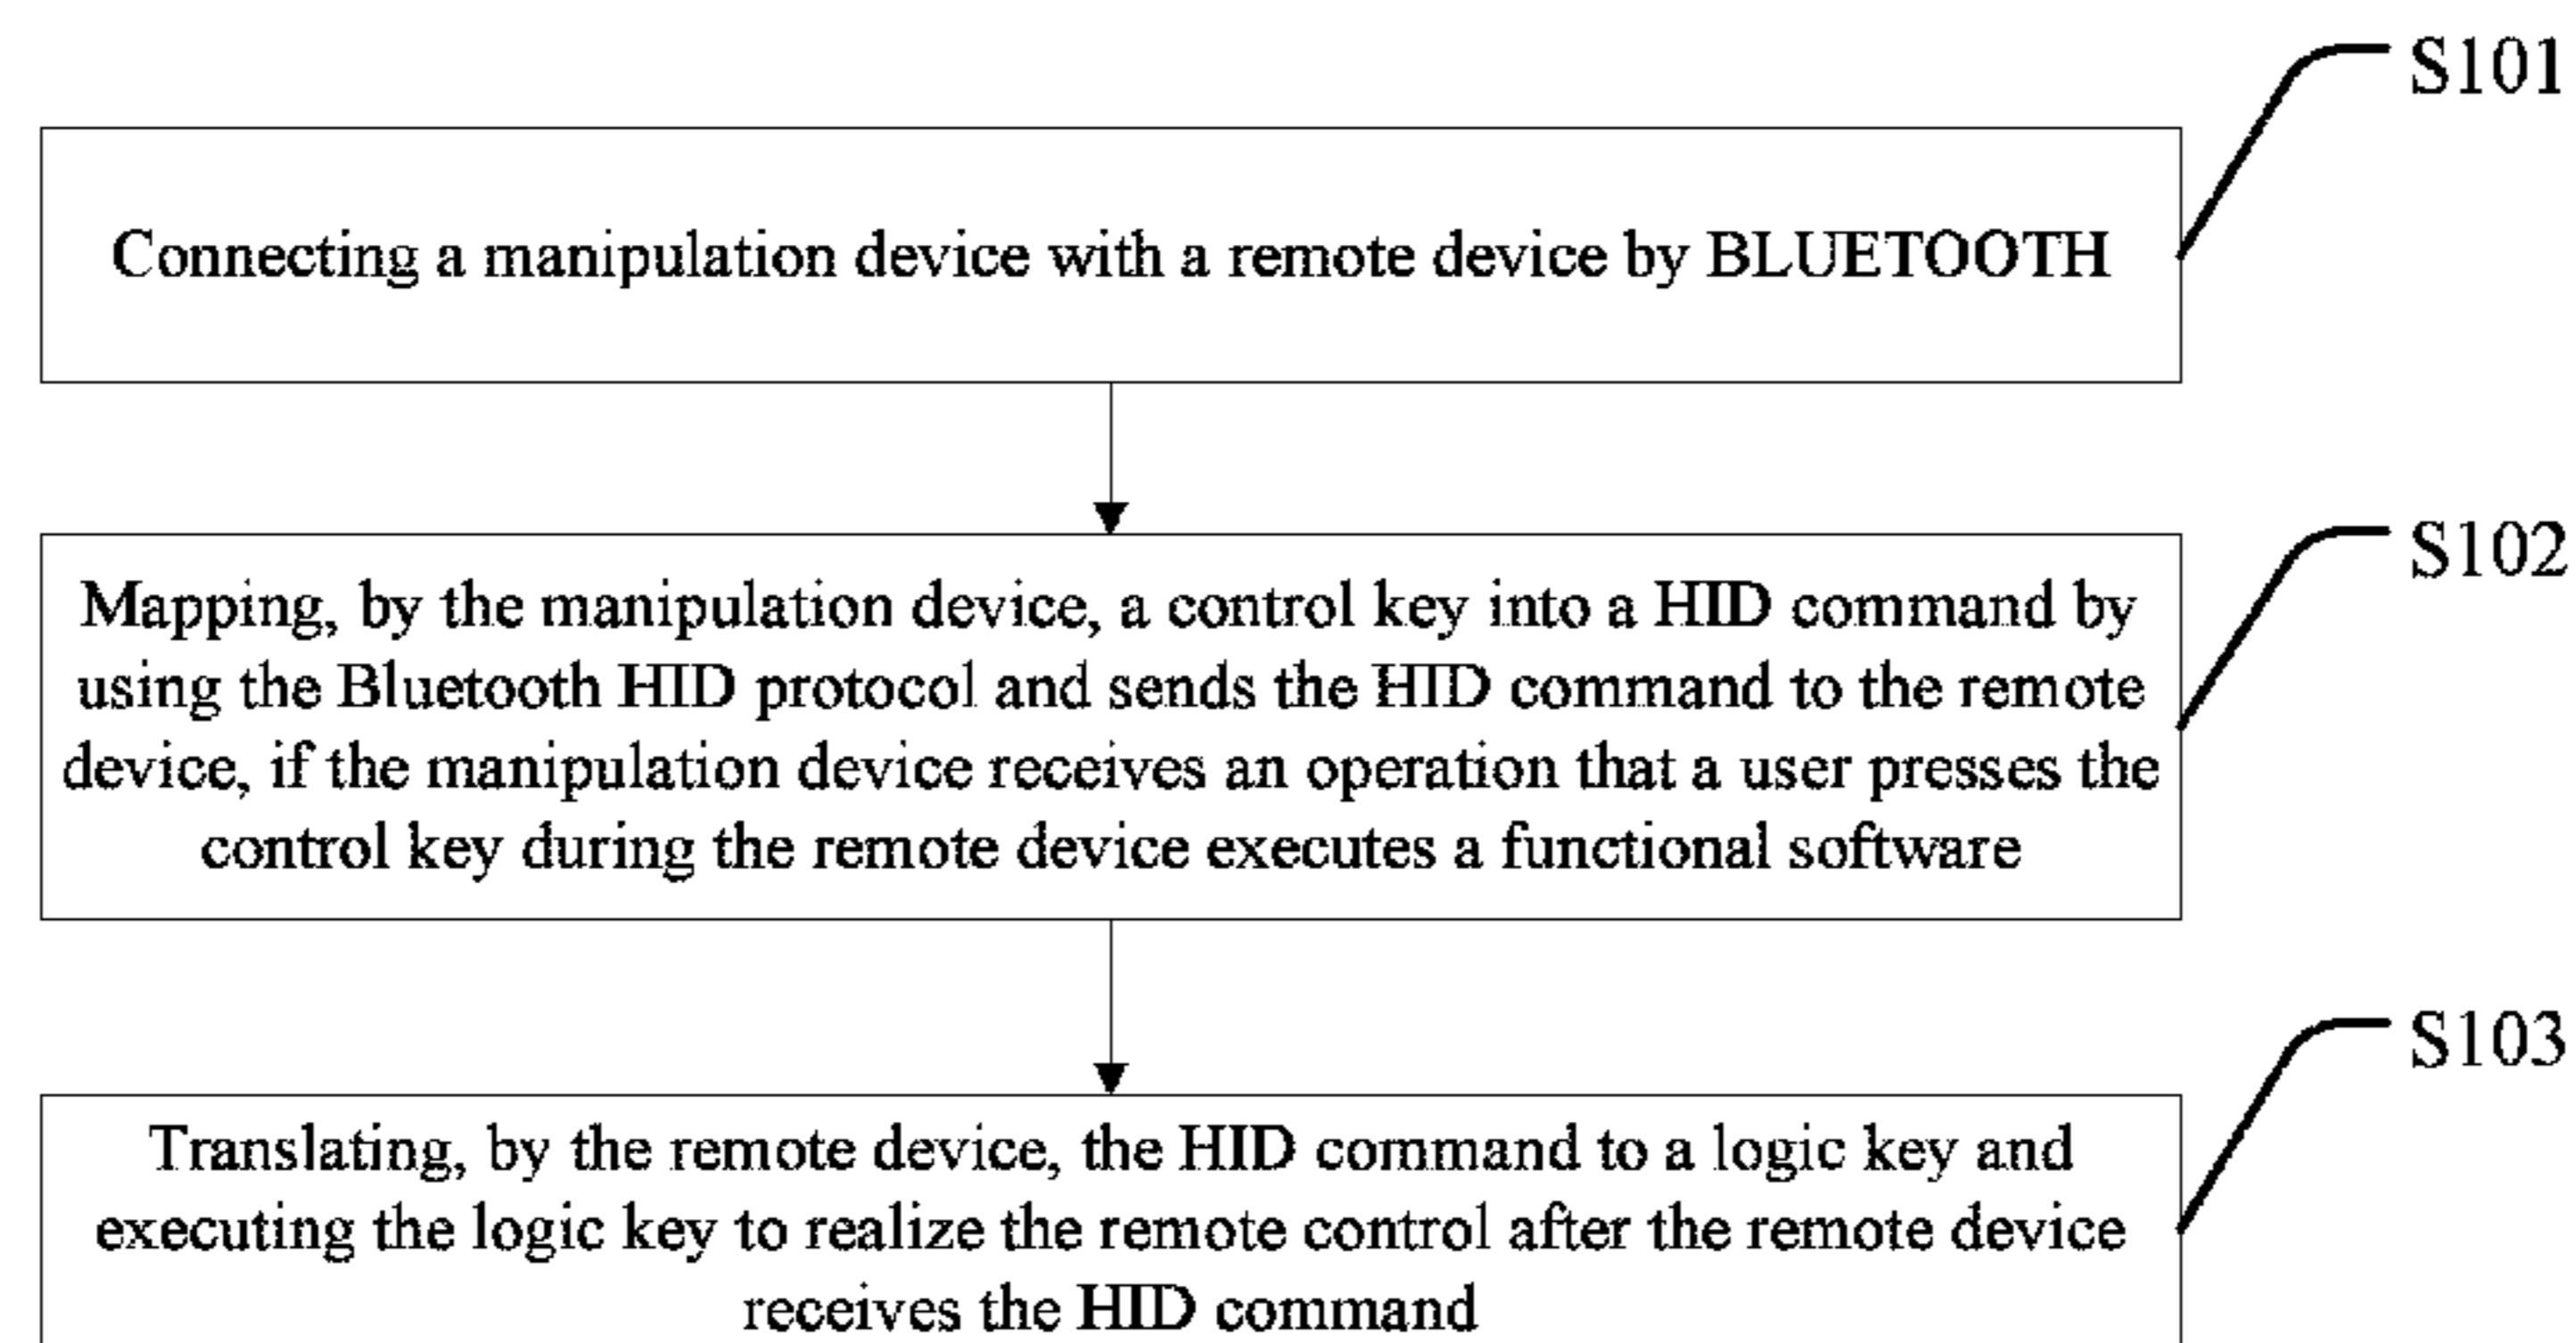 S101
Connecting a manipulation device with a remote device by BLUETOOTH
S102
Mapping, by the manipulation device, a control key into a HID command by
using the Bluetooth HID protocol and sends the HID command to the remote
device, if the manipulation device receives an operation that a user presses the
control key during the remote device executes a functional software
S103
Translating, by the remote device, the HID command to a logic key and
executing the logic key to realize the remote control after the remote device
receives the HID command